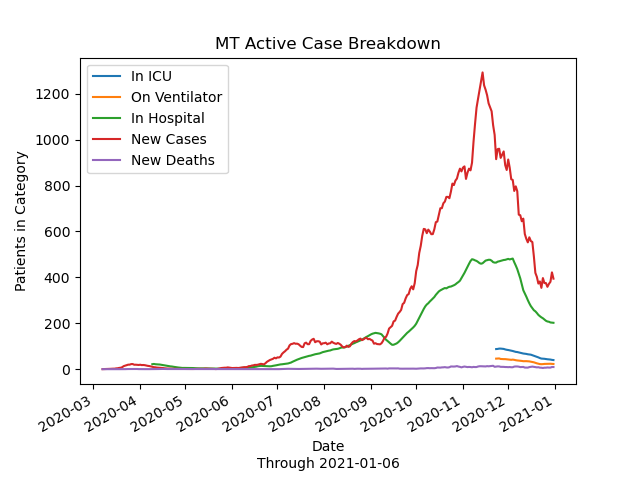 MT Active Case Breakdown
In ICU
On Ventilator
In Hospital
New Cases
New Deaths
Patients in Category
1200
1000
800
600
400
200
0
2020-03
2020-04
2020-05
2020-06
2020-07
2020-08
2020-09
2020-10
2020-11
2020-12
2021-01
Date
Through 2021-01-06